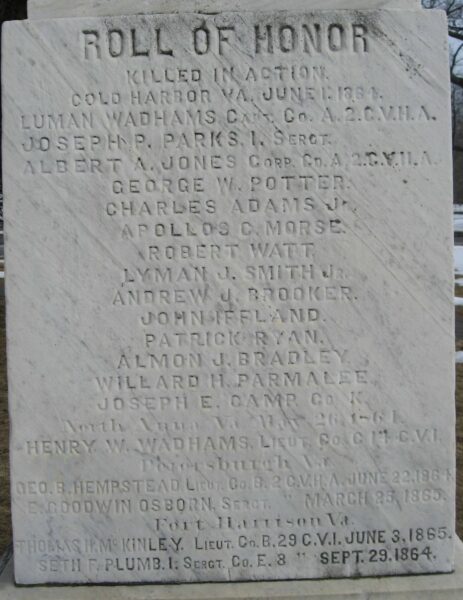 ROLL OF HONOR
KILLED IN ACTION.
COLD HARBOR VA. JUNE 1. 1864.
LUMAN WADHAMS CAPT. CO. A. 2. C.V.H.A.
JOSEPH P. PARKS. 1. SERGT.
ALBERT A. JONES CORP. CO. A. 2. C.V.H.A.
GEORGE W. POTTER.
CHARLES ADAMS JR.
APOLLOS C. MORSE.
ROBERT WATT.
LYMAN J. SMITH JR.
ANDREW J. BROOKER.
JOHN IFFLAND.
PATRICK RYAN.
ALMON J. BRADLEY.
WILLARD H. PARMALEE.
JOSEPH E. CAMP CO. K.
North Anna Va. May 26, 1864.
HENRY W. WADHAMS, LIEUT. CO. C 14 C.V.I.
Petersburgh Va.
GEO. B. HEMPSTEAD LIEUT. CO. B. 2 C.V.H.A. JUNE 22. 1864
E. GOODWIN OSBORN, SERGT. " MARCH 25, 1865.
Fort Harrison Va.
THOMAS H. MCKINLEY. LIEUT. CO. B. 29 C.V.I. JUNE 3, 1865.
SETH F. PLUMB. 1. SERGT. CO. E. 8 " SEPT. 29. 1864.